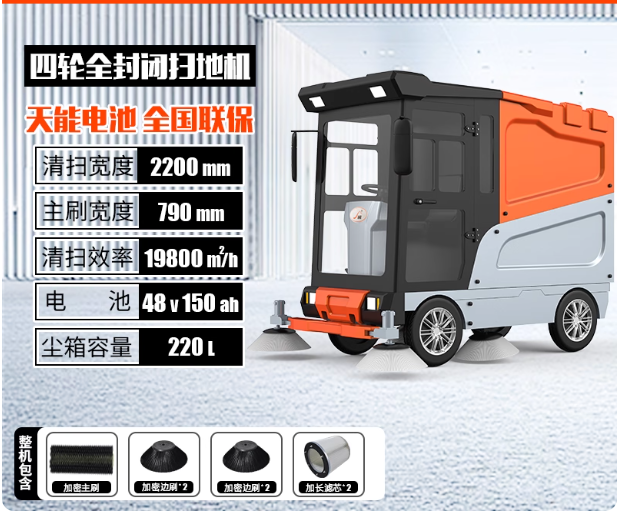 四轮全封闭扫地机
天能电池 全国联保
清扫宽度 2200 mm
主刷宽度 790 mm
清扫效率 19800 m²/h
电 池 48 v 150 ah
尘箱容量 220 L
整机包含
加密主刷
加密边刷*2
加密边刷*2
加长滤芯*2